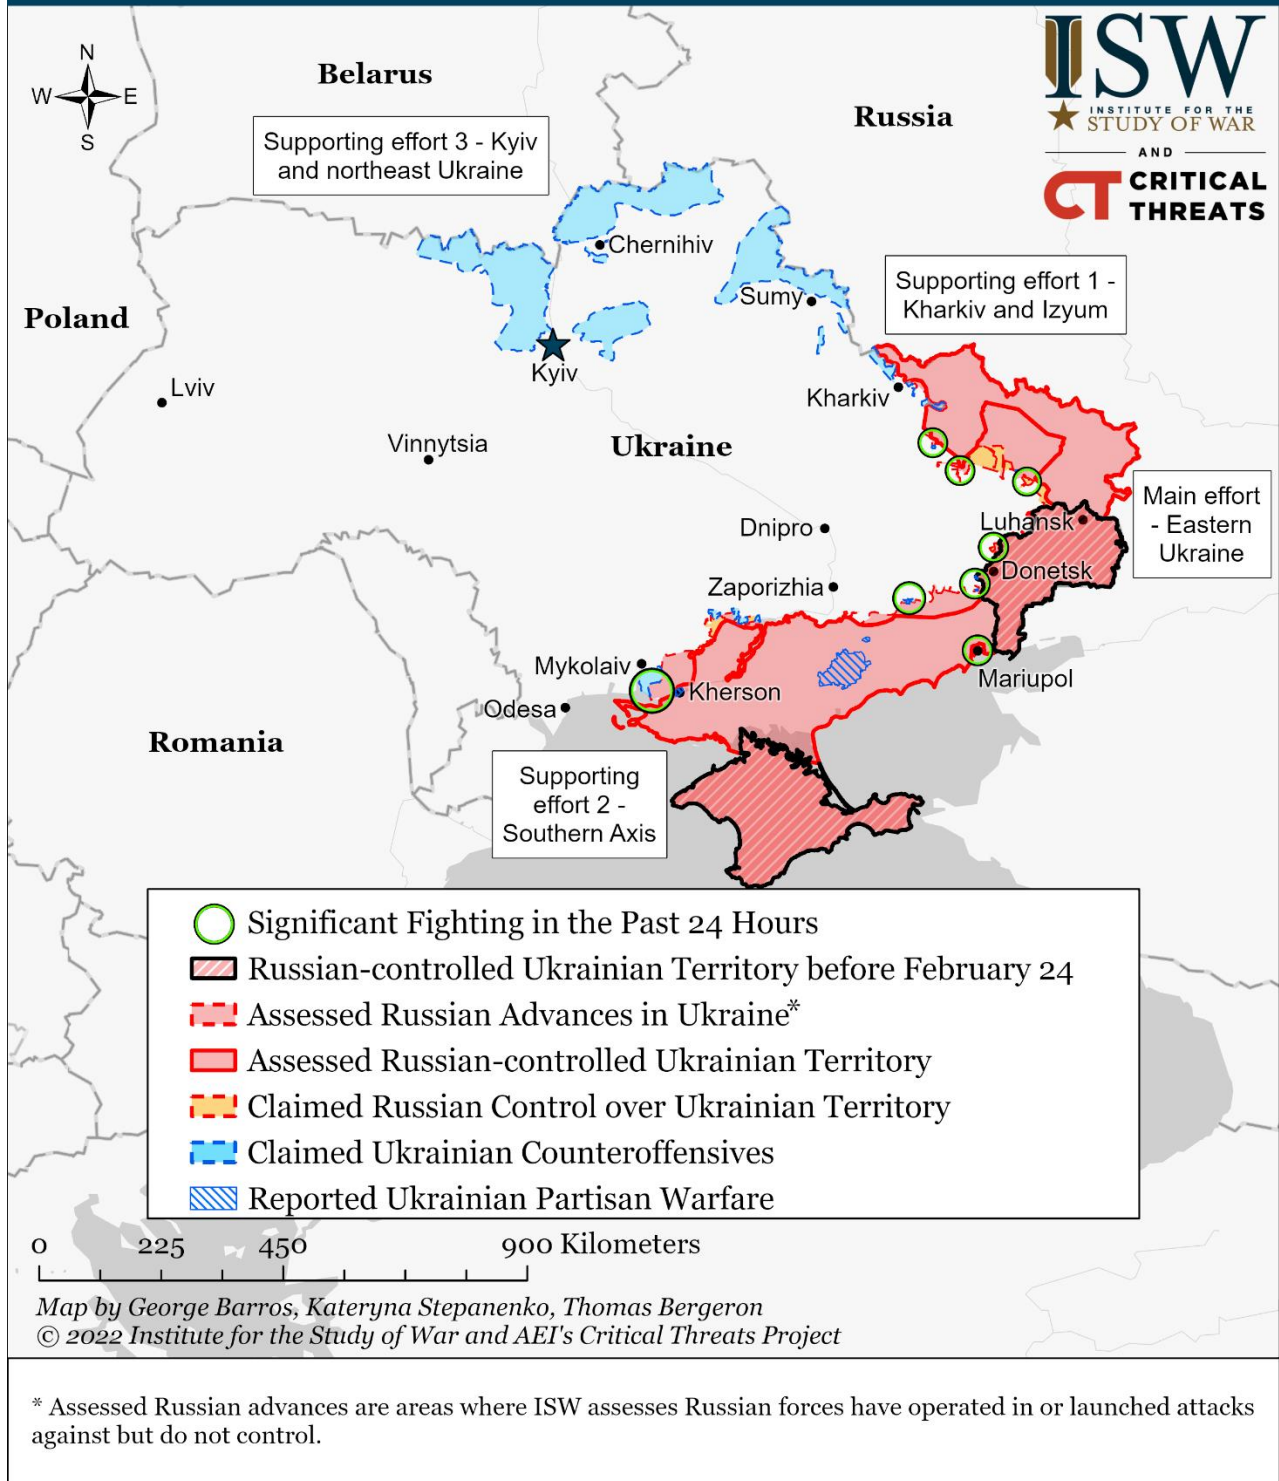 N
W E
S
Belarus
Russia
ISW
INSTITUTE FOR THE
STUDY OF WAR
AND
CT CRITICAL
THREATS
Supporting effort 3 - Kyiv
and northeast Ukraine
Chernihiv
Supporting effort 1 -
Kharkiv and Izyum
Sumy
Poland
Kyiv
Lviv
Kharkiv
Vinnytsia
Ukraine
Main effort
- Eastern
Ukraine
Luhansk
Dnipro
Donetsk
Zaporizhia
Mykolaiv
Mariupol
Kherson
Odesa
Romania
Supporting
effort 2 -
Southern Axis
Significant Fighting in the Past 24 Hours
Russian-controlled Ukrainian Territory before February 24
Assessed Russian Advances in Ukraine*
Assessed Russian-controlled Ukrainian Territory
Claimed Russian Control over Ukrainian Territory
Claimed Ukrainian Counteroffensives
Reported Ukrainian Partisan Warfare
0 225 450 900 Kilometers
Map by George Barros, Kateryna Stepanenko, Thomas Bergeron
© 2022 Institute for the Study of War and AEI's Critical Threats Project
* Assessed Russian advances are areas where ISW assesses Russian forces have operated in or launched attacks
against but do not control.